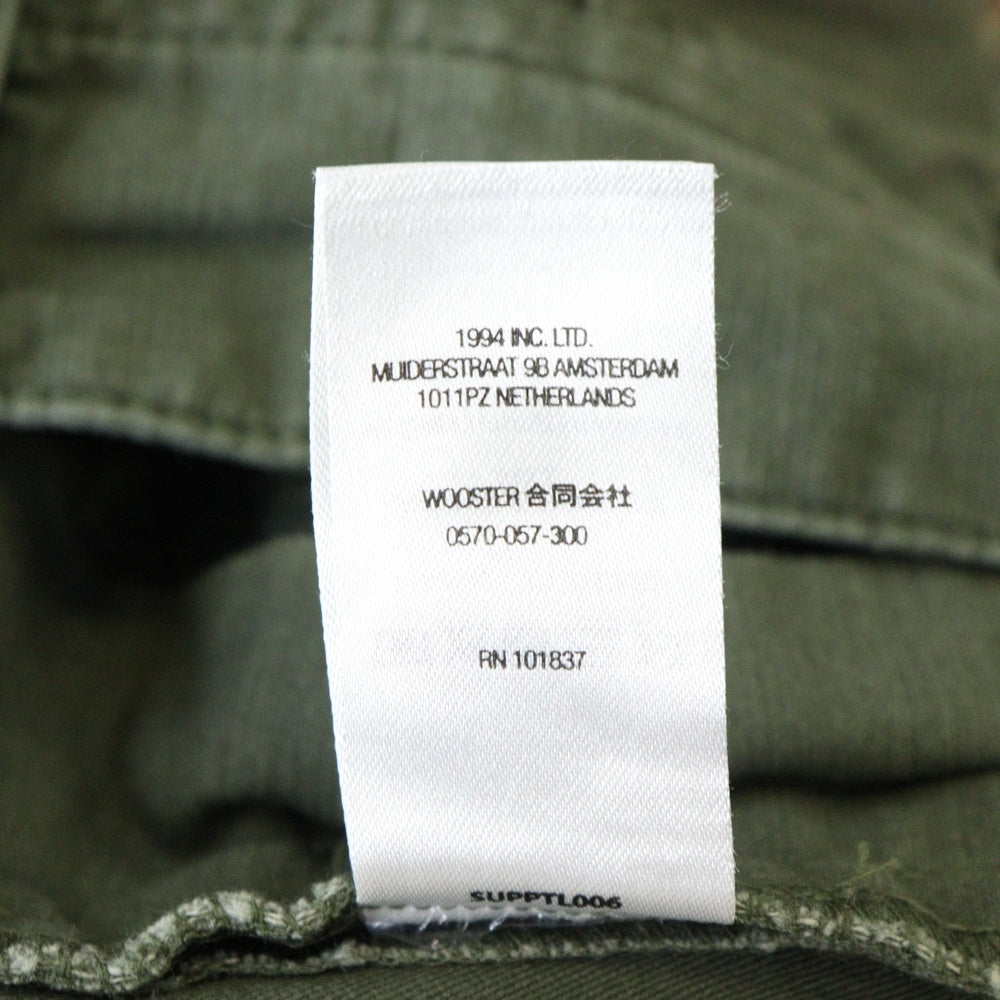 1994 INC. LTD.
MUIDERSTRAAT 9B AMSTERDAM
1011PZ NETHERLANDS
WOOSTER 合同会社
0570-057-300
RN 101837
SUPPTL006